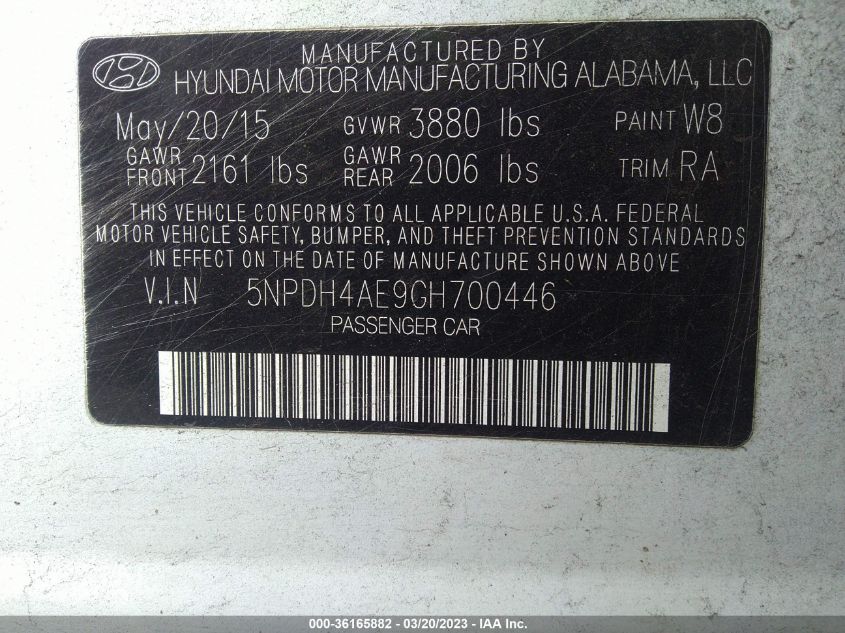 MANUFACTURED BY
HYUNDAI MOTOR MANUFACTURING ALABAMA, LLC
May/20/15 GVWR 3880 lbs PAINT W8
GAWR FRONT 2161 lbs GAWR REAR 2006 lbs TRIM RA
THIS VEHICLE CONFORMS TO ALL APPLICABLE U.S.A. FEDERAL
MOTOR VEHICLE SAFETY, BUMPER, AND THEFT PREVENTION STANDARDS
IN EFFECT ON THE DATE OF MANUFACTURE SHOWN ABOVE
V.I.N 5NPDH4AE9GH700446
PASSENGER CAR
000-36165882 - 03/20/2023 - IAA Inc.